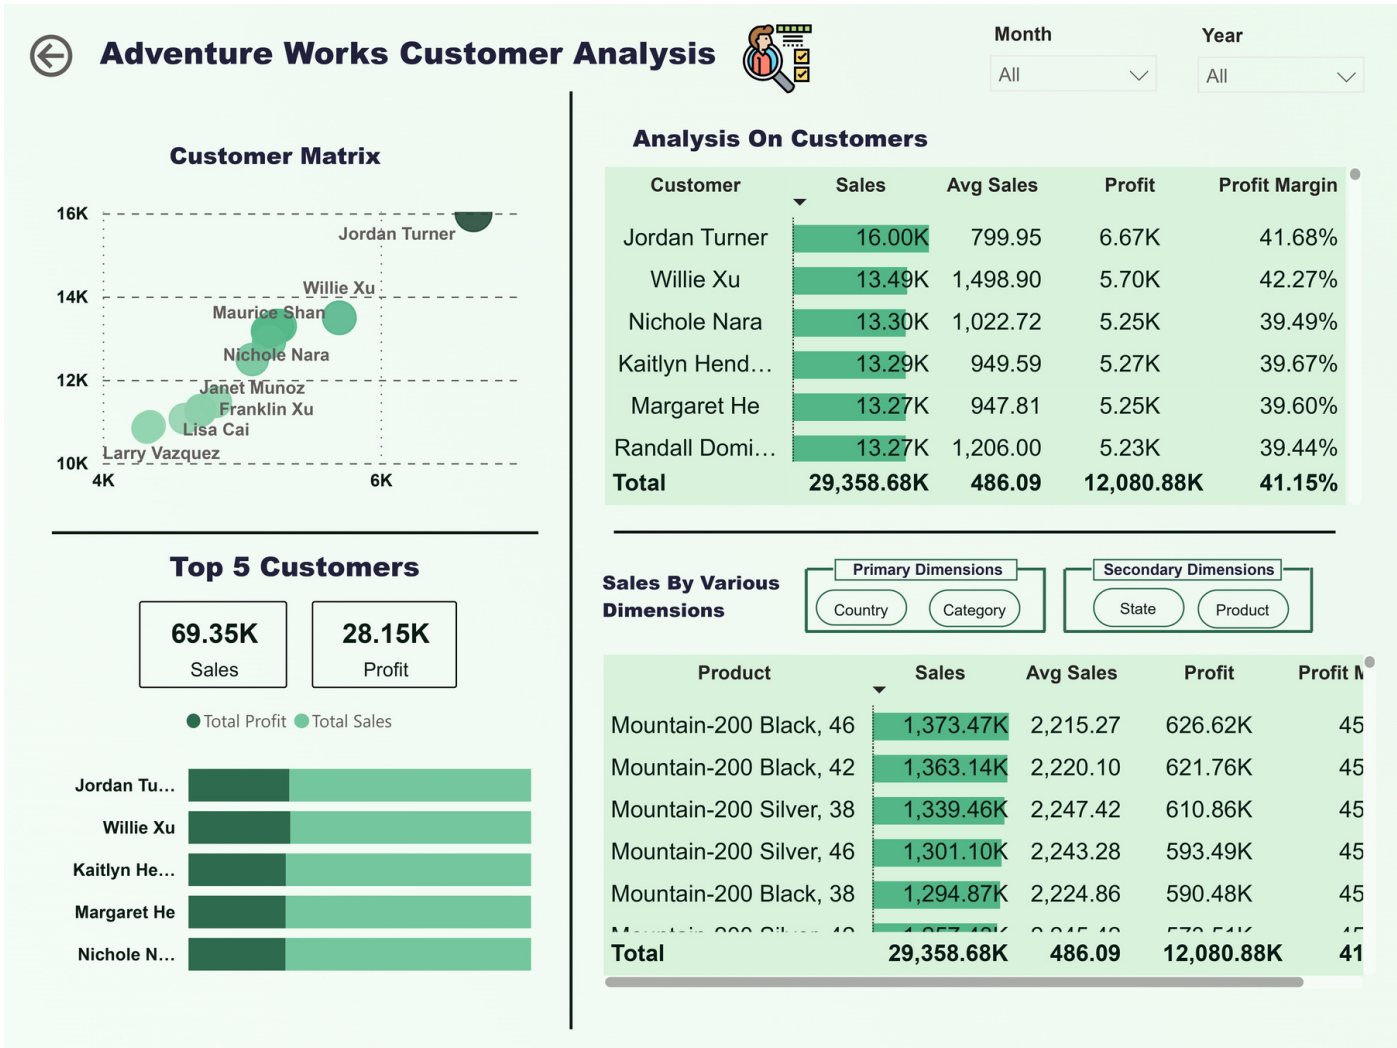 Adventure Works Customer Analysis
Month
Year
All
All
Customer Matrix
16K
14K
12K
10K
4K
6K
Jordan Turner
Willie Xu
Maurice Shan
Nichole Nara
Janet Munoz
Franklin Xu
Lisa Cai
Larry Vazquez
Analysis On Customers
Customer Sales Avg Sales Profit Profit Margin
Jordan Turner 16.00K 799.95 6.67K 41.68%
Willie Xu 13.49K 1,498.90 5.70K 42.27%
Nichole Nara 13.30K 1,022.72 5.25K 39.49%
Kaitlyn Hend... 13.29K 949.59 5.27K 39.67%
Margaret He 13.27K 947.81 5.25K 39.60%
Randall Domi... 13.27K 1,206.00 5.23K 39.44%
Total 29,358.68K 486.09 12,080.88K 41.15%
Top 5 Customers
69.35K
Sales
28.15K
Profit
Total Profit Total Sales
Jordan Tu...
Willie Xu
Kaitlyn He...
Margaret He
Nichole N...
Sales By Various
Dimensions
Primary Dimensions
Country Category
Secondary Dimensions
State Product
Product Sales Avg Sales Profit Profit M
Mountain-200 Black, 46 1,373.47K 2,215.27 626.62K 45
Mountain-200 Black, 42 1,363.14K 2,220.10 621.76K 45
Mountain-200 Silver, 38 1,339.46K 2,247.42 610.86K 45
Mountain-200 Silver, 46 1,301.10K 2,243.28 593.49K 45
Mountain-200 Black, 38 1,294.87K 2,224.86 590.48K 45
Total 29,358.68K 486.09 12,080.88K 41